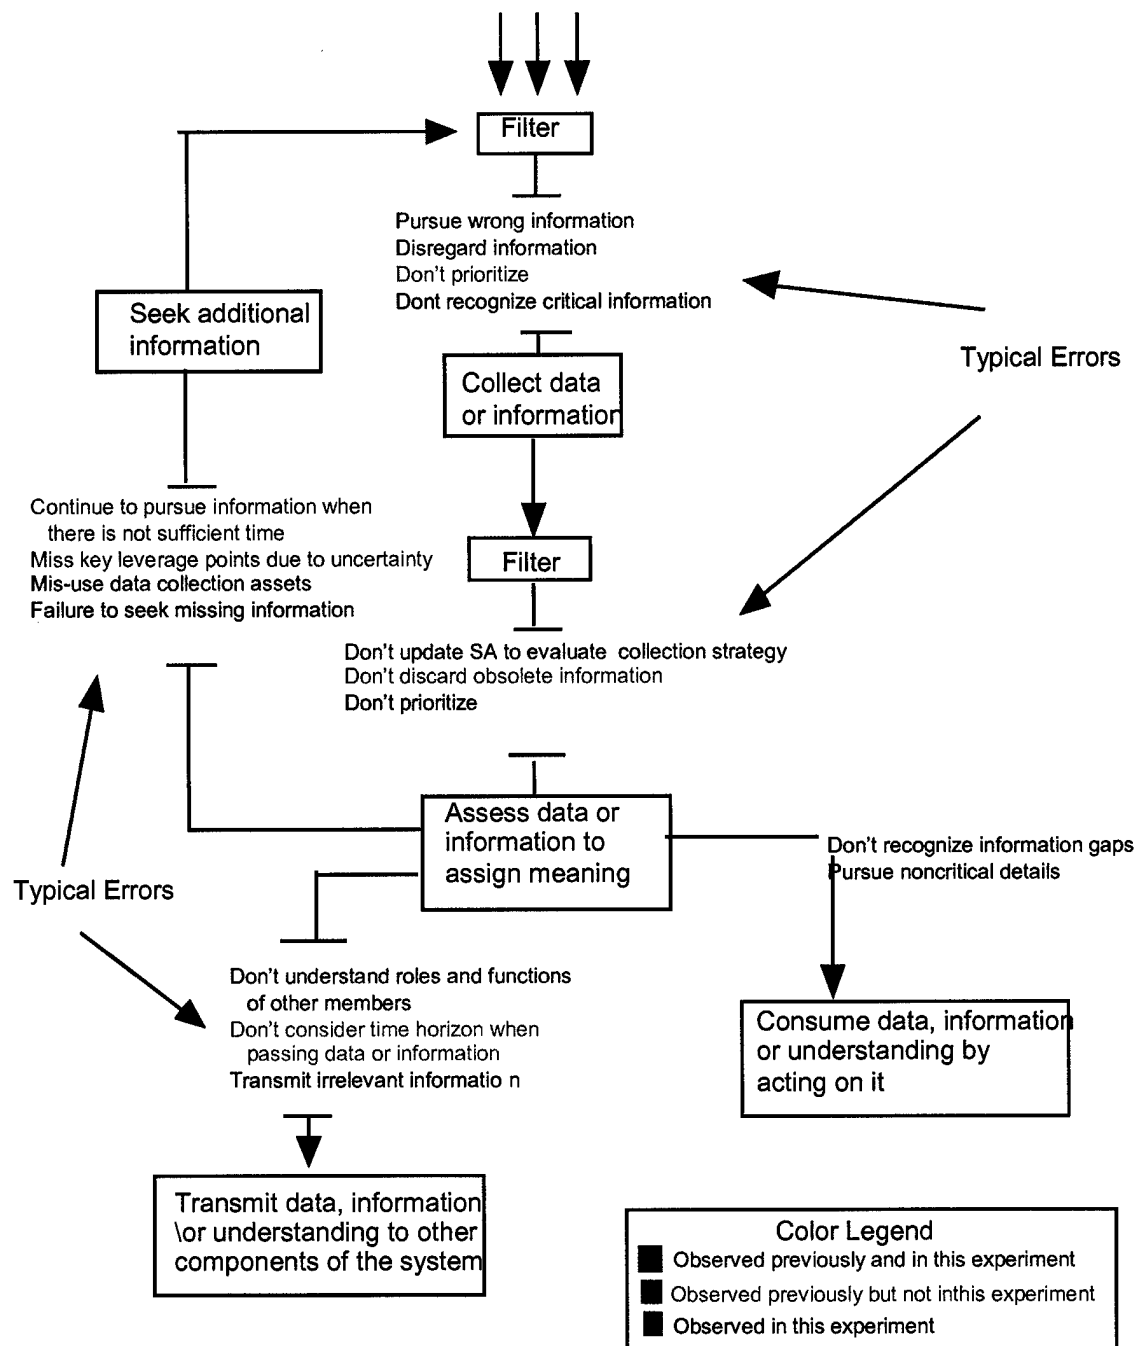 Filter
Pursue wrong information
Disregard information
Don't prioritize
Dont recognize critical information
Seek additional
information
Typical Errors
Collect data
or information
Continue to pursue information when
there is not sufficient time
Miss key leverage points due to uncertainty
Mis-use data collection assets
Failure to seek missing information
Filter
Don't update SA to evaluate collection strategy
Don't discard obsolete information
Don't prioritize
Assess data or
information to
assign meaning
Don't recognize information gaps
Pursue noncritical details
Typical Errors
Don't understand roles and functions
of other members
Don't consider time horizon when
passing data or information
Transmit irrelevant informatio n
Consume data, information
or understanding by
acting on it
Transmit data, information
\or understanding to other
components of the system
Color Legend
Observed previously and in this experiment
Observed previously but not inthis experiment
Observed in this experiment